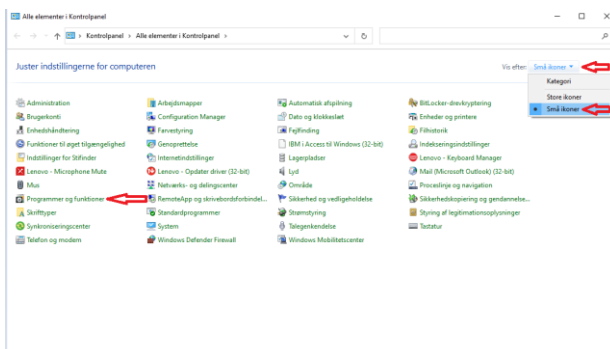 Alle elementer i Kontrolpanel
Kontrolpanel > Alle elementer i Kontrolpanel >
Juster indstillingerne for computeren
Vis efter: Små ikoner
Kategori
Store ikoner
Små ikoner
Administration
Arbejdsmapper
Automatisk afspilning
BitLocker-drevkryptering
Brugerkonti
Configuration Manager
Dato og klokkeslæt
Enheder og printere
Enhedshåndtering
Farvestyring
Fejlfinding
Filhistorik
Funktioner til øget tilgængelighed
Genoprettelse
IBM i Access til Windows (32-bit)
Indekseringsindstillinger
Indstillinger for Stifinder
Internetindstillinger
Lagerpladser
Lenovo - Keyboard Manager
Lenovo - Microphone Mute
Lenovo - Opdater driver (32-bit)
Lyd
Mail (Microsoft Outlook) (32-bit)
Mus
Netværks- og delingscenter
Område
Proceslinje og navigation
Programmer og funktioner
RemoteApp og skrivebordsforbindel...
Sikkerhed og vedligeholdelse
Sikkerhedskopiering og gendannelse...
Skrifttyper
Standardprogrammer
Strømstyring
Styring af legitimationsoplysninger
Synkroniseringscenter
System
Talegenkendelse
Tastatur
Telefon og modem
Windows Defender Firewall
Windows Mobilitetscenter